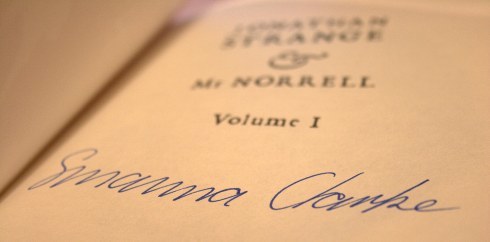 JONATHAN
STRANGE
&
Mr NORRELL
Volume I
Susanna Clarke